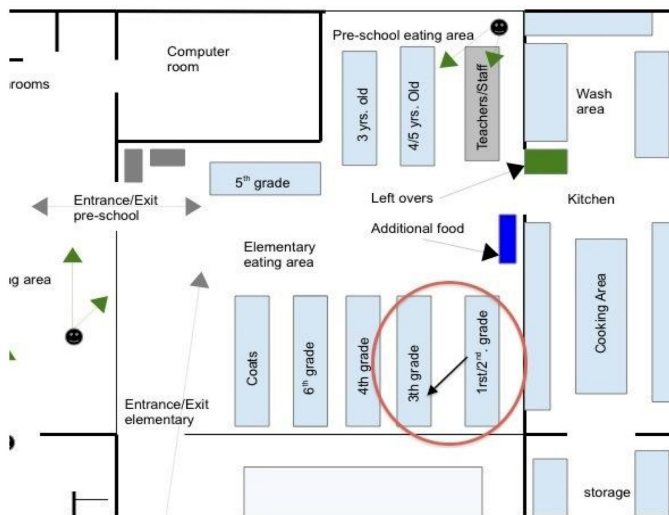 Pre-school eating area
Computer
room
rooms
3 yrs. old
4/5 yrs. Old
Teachers/Staff
Wash
area
5th grade
Left overs
Entrance/Exit
pre-school
Kitchen
Additional food
Elementary
eating area
ng area
Coats
6th grade
4th grade
3th grade
1rst/2nd. grade
Cooking Area
Entrance/Exit
elementary
storage